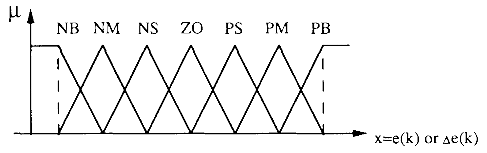 μ NB NM NS ZO PS PM PB
x=e(k) or Δe(k)